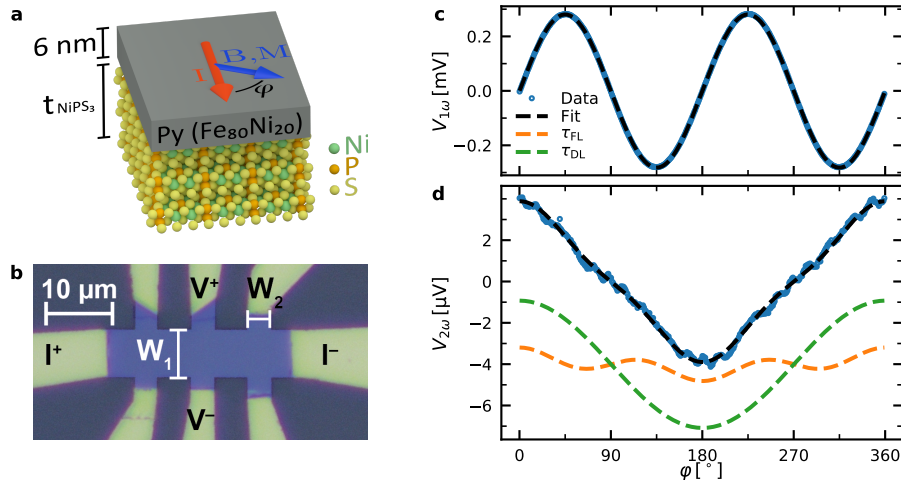 a
6 nm
t NiPS₃
I
B,M
φ
Py (Fe₈₀Ni₂₀)
Ni
P
S
b
10 µm
V⁺
W₂
I⁺
W₁
I⁻
V⁻
c
V₁ω [mV]
0.2
0.0
−0.2
Data
Fit
τFL
τDL
d
V₂ω [µV]
2
0
−2
−4
−6
0
90
180
270
360
φ [°]